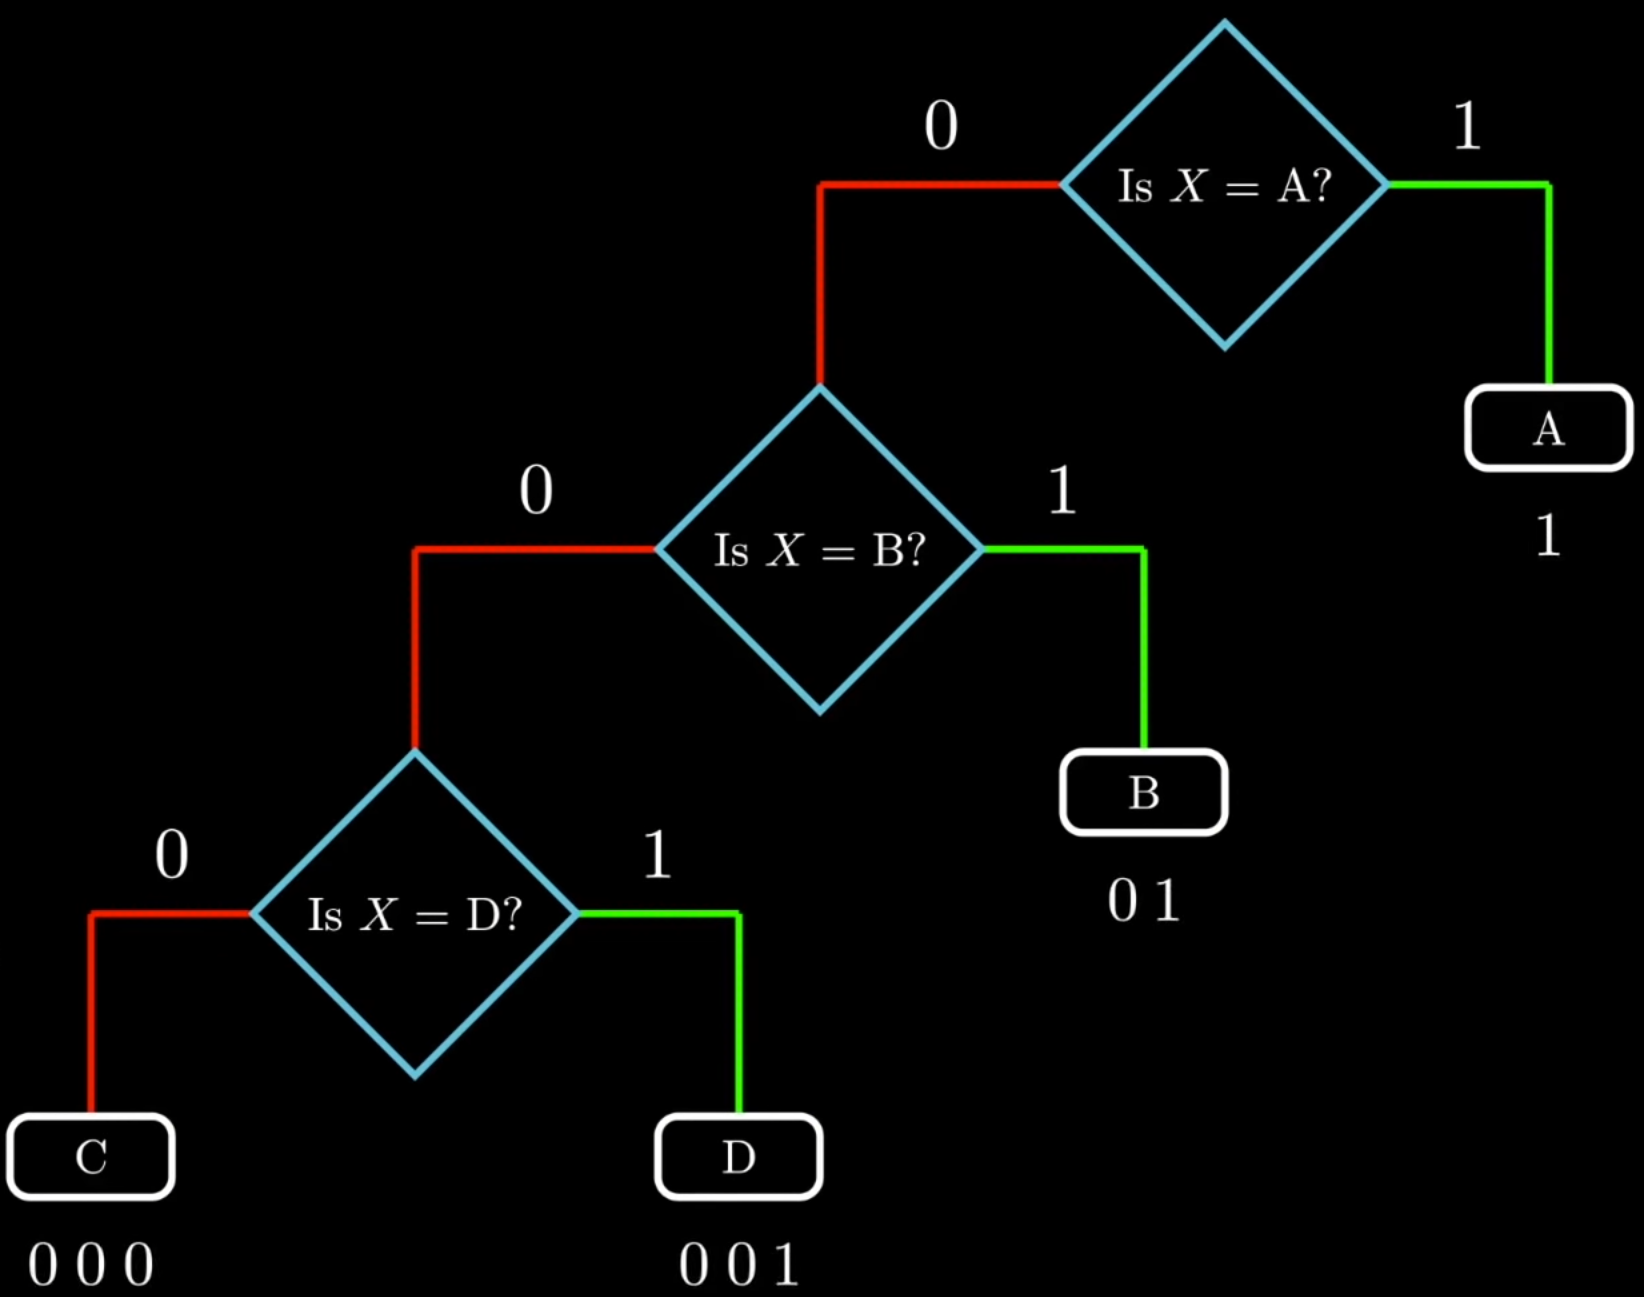 0
1
Is X = A?
A
1
0
1
Is X = B?
B
0 1
0
1
Is X = D?
C
D
0 0 0
0 0 1